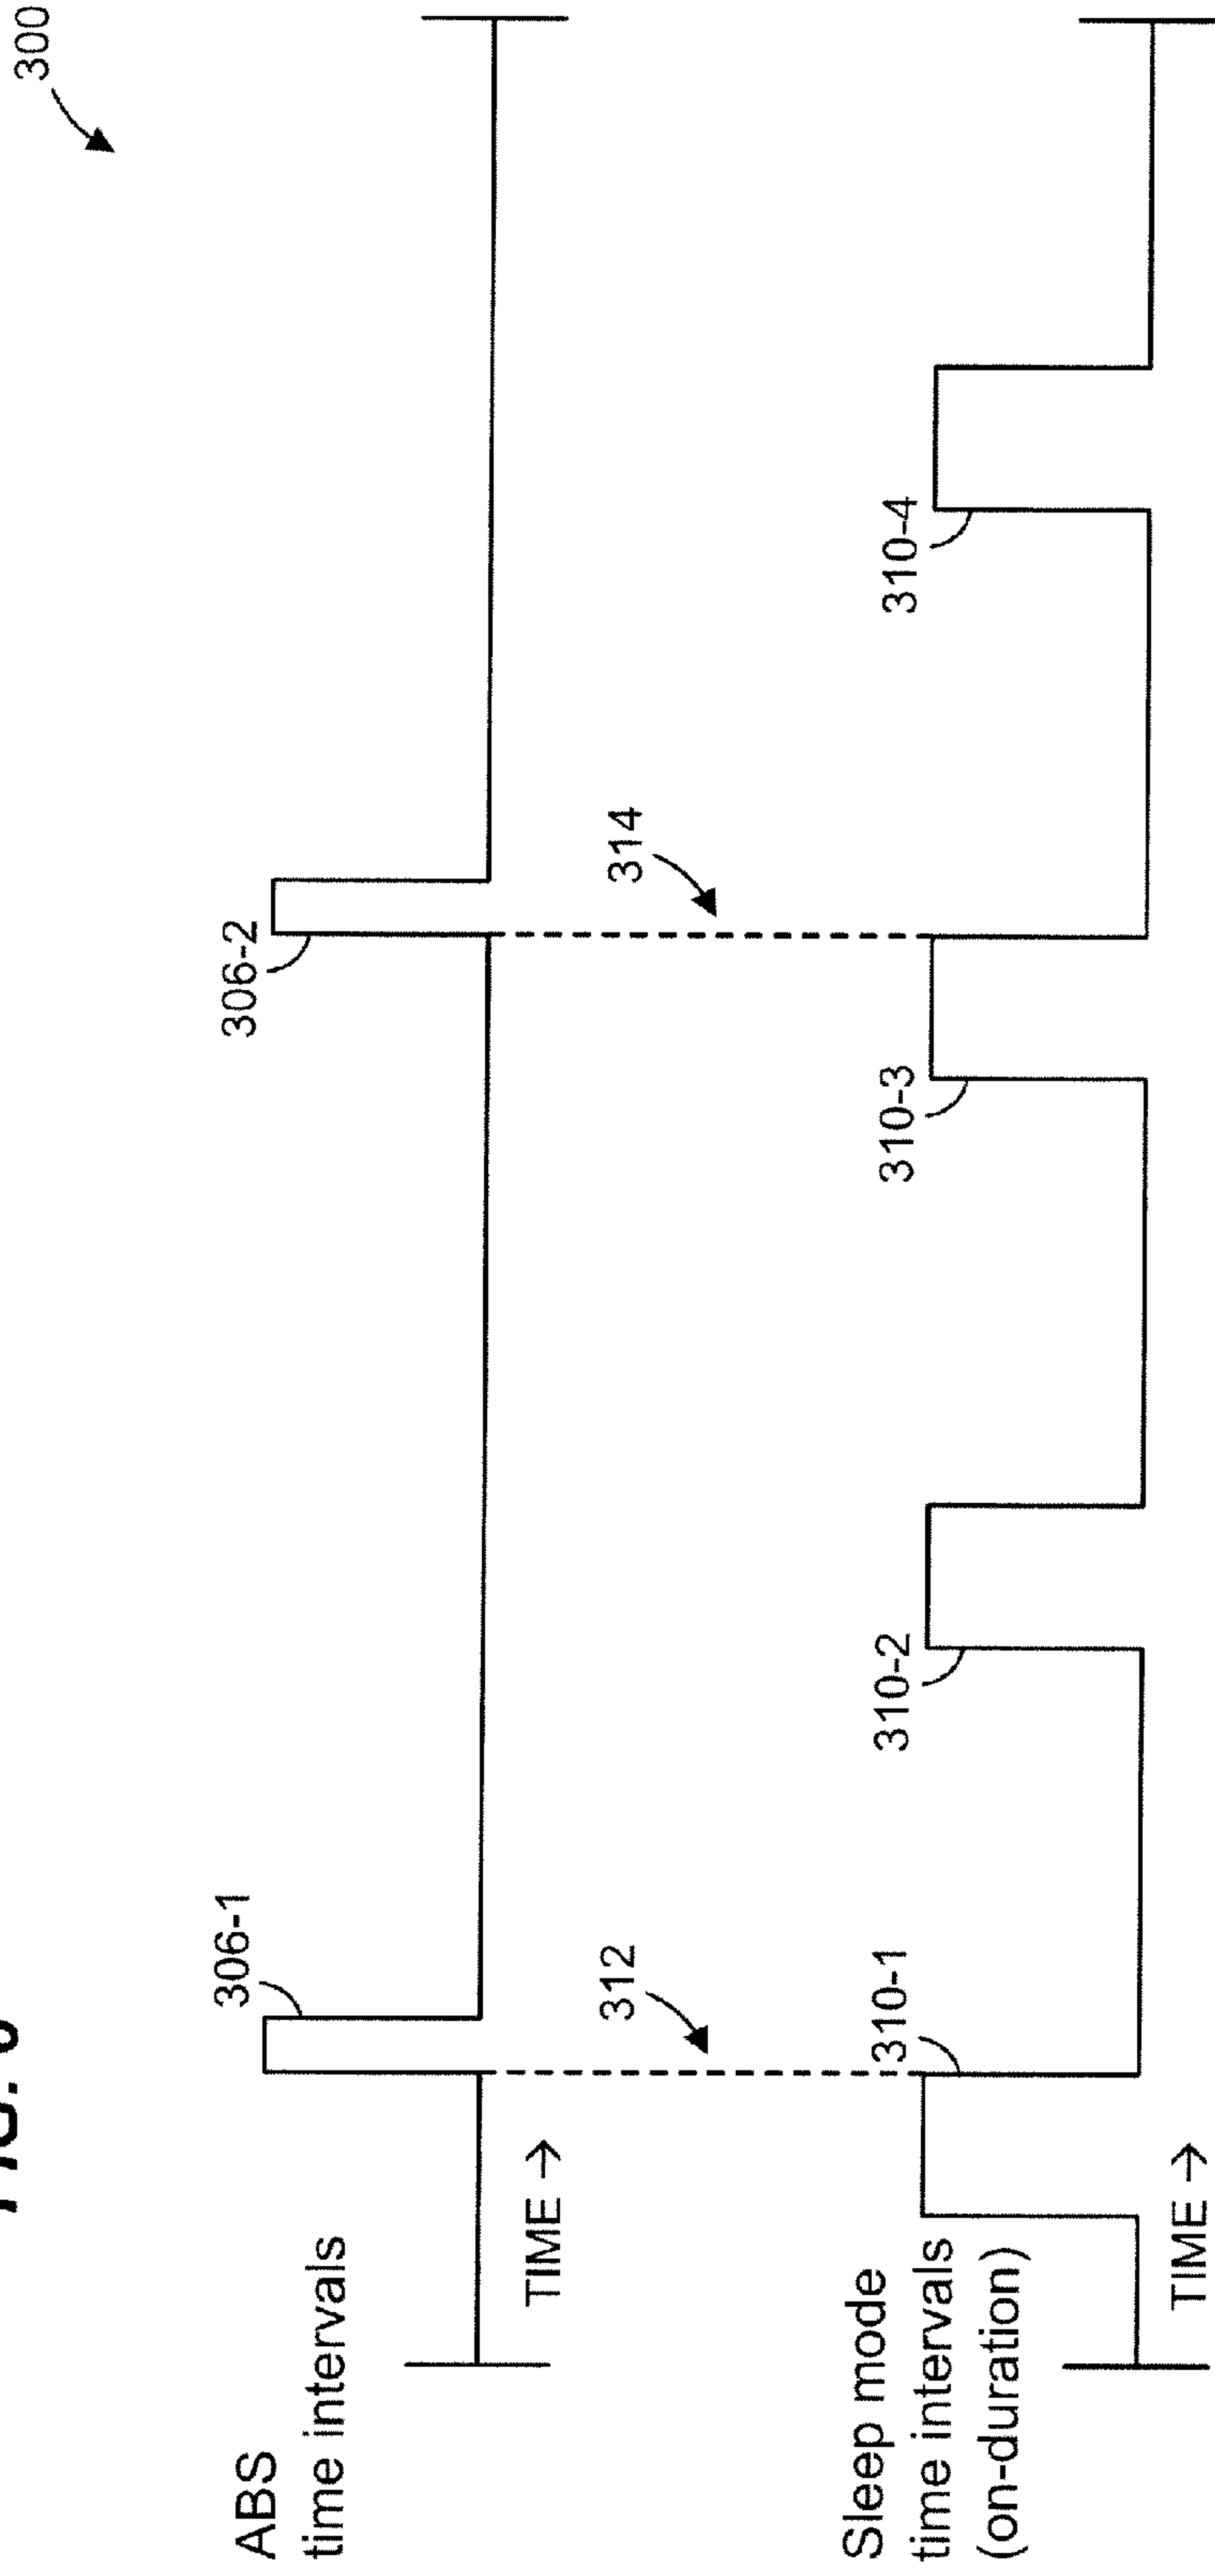 300
ABS
time intervals
306-1
306-2
TIME →
312
314
Sleep mode
time intervals
(on-duration)
310-1
310-2
310-3
310-4
TIME →